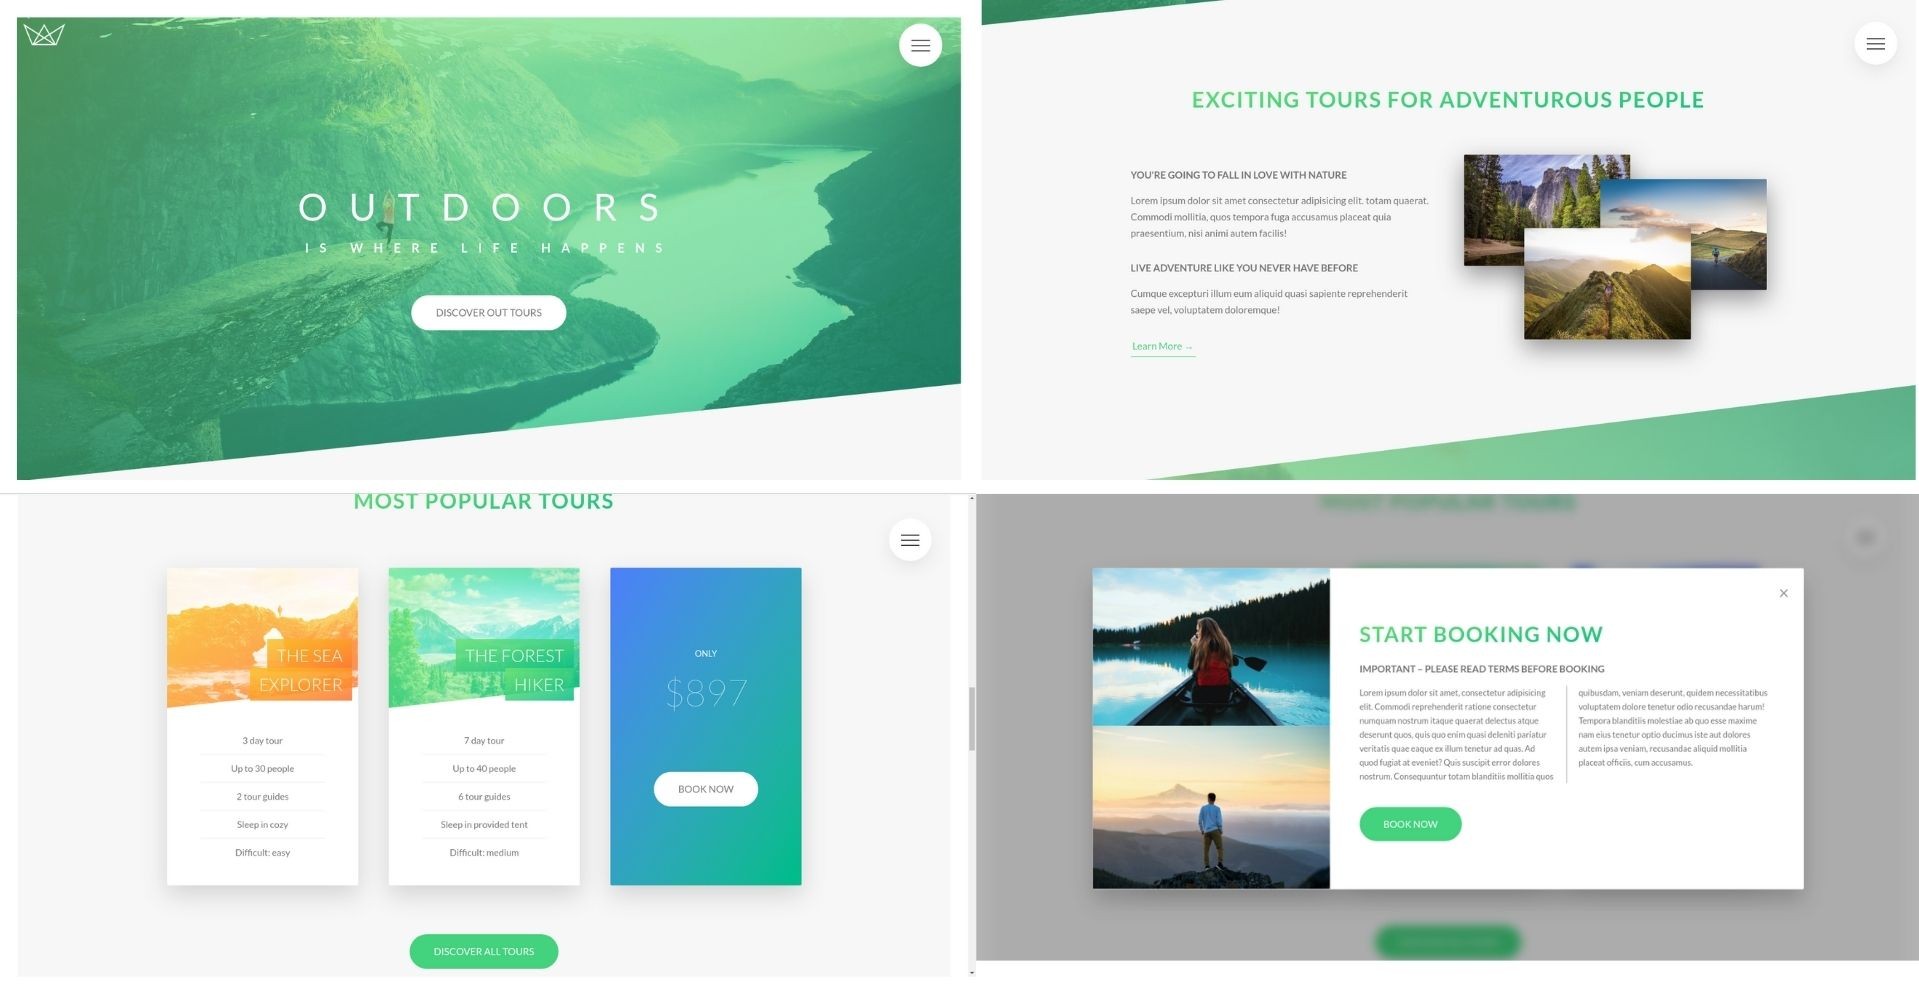 OUTDOORS
IS WHERE LIFE HAPPENS
DISCOVER OUT TOURS
EXCITING TOURS FOR ADVENTUROUS PEOPLE
YOU'RE GOING TO FALL IN LOVE WITH NATURE
Lorem ipsum dolor sit amet consectetur adipisicing elit. totam quaerat.
Commodi mollitia, quos tempora fuga accusamus placeat quia
praesentium, nisi animi autem facilis!
LIVE ADVENTURE LIKE YOU NEVER HAVE BEFORE
Cumque excepturi illum eum aliquid quasi sapiente reprehenderit
saepe vel, voluptatem doloremque!
Learn More →
MOST POPULAR TOURS
THE SEA
EXPLORER
3 day tour
Up to 30 people
2 tour guides
Sleep in cozy
Difficult: easy
THE FOREST
HIKER
7 day tour
Up to 40 people
6 tour guides
Sleep in provided tent
Difficult: medium
ONLY
$897
BOOK NOW
DISCOVER ALL TOURS
MOST POPULAR TOURS
START BOOKING NOW
IMPORTANT – PLEASE READ TERMS BEFORE BOOKING
Lorem ipsum dolor sit amet, consectetur adipisicing
elit. Commodi reprehenderit ratione consectetur
numquam nostrum itaque quaerat delectus atque
deserunt quos, quis quo enim quasi deleniti pariatur
veritatis quae eaque ex illum tenetur ad quas. Ad
quod fugiat at eveniet? Quis suscipit error dolores
nostrum. Consequuntur totam blanditiis mollitia quos
quibusdam, veniam deserunt, quidem necessitatibus
voluptatem dolore tenetur odio recusandae harum!
Tempora blanditiis molestiae ab quo esse maxime
nam eius tenetur optio ducimus iste aut dolores
autem ipsa veniam, recusandae aliquid mollitia
placeat officiis, cum accusamus.
BOOK NOW